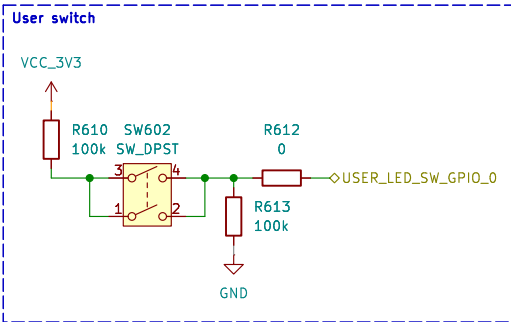 User switch
VCC_3V3
R610
100k
SW602
SW_DPST
R612
0
3
4
1
2
USER_LED_SW_GPIO_0
R613
100k
GND